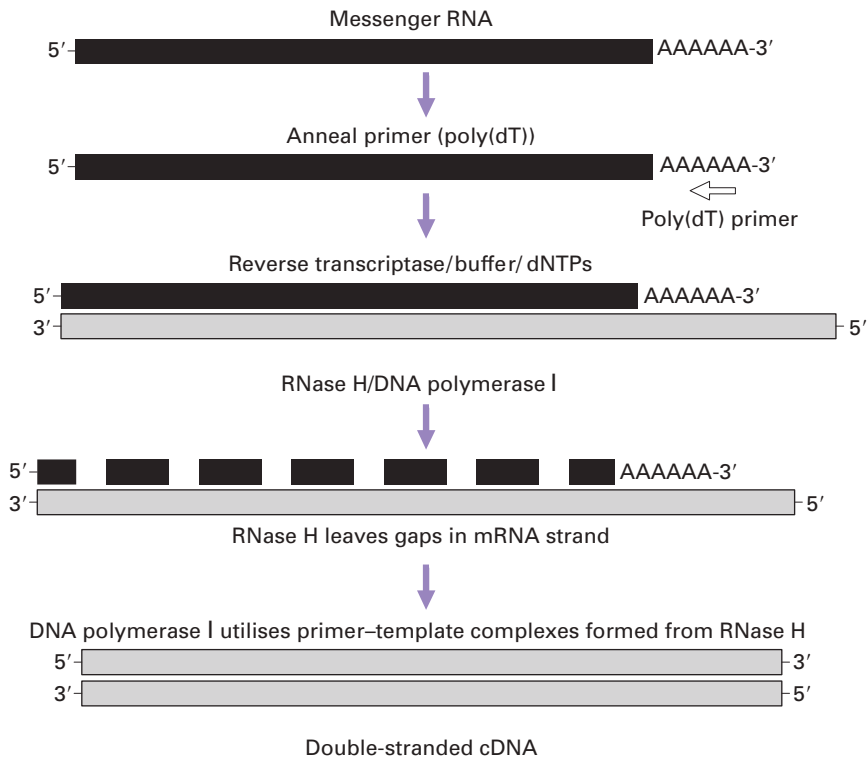 Messenger RNA
5′ AAAAAA-3′
Anneal primer (poly(dT))
5′ AAAAAA-3′
Poly(dT) primer
Reverse transcriptase/buffer/dNTPs
5′ AAAAAA-3′
3′ 5′
RNase H/DNA polymerase I
5′ AAAAAA-3′
3′ 5′
RNase H leaves gaps in mRNA strand
DNA polymerase I utilises primer–template complexes formed from RNase H
5′ 3′
3′ 5′
Double-stranded cDNA